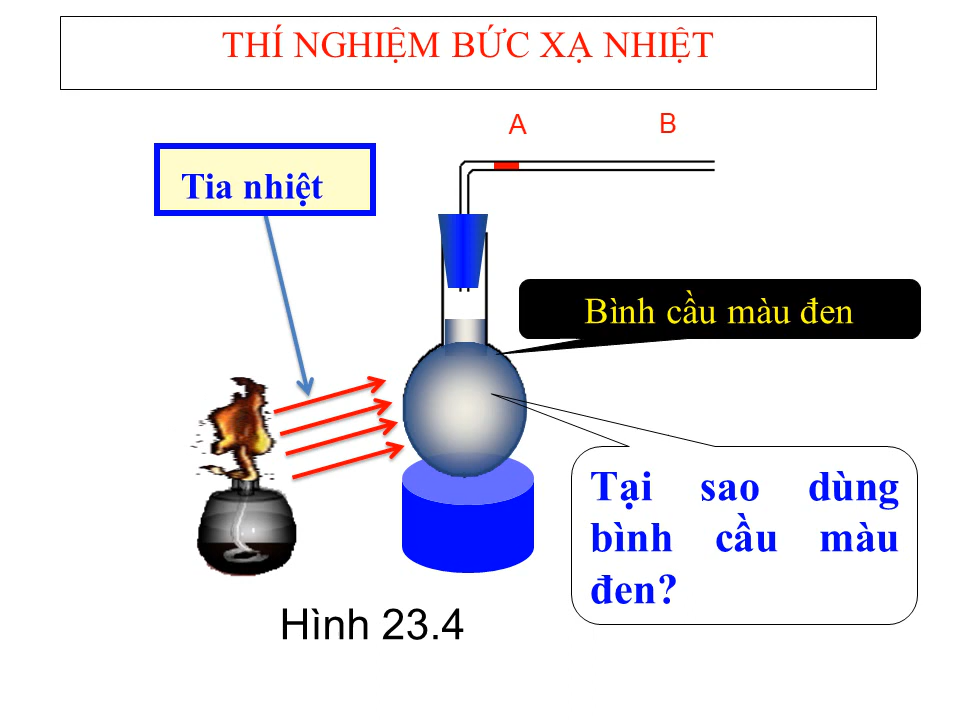 THÍ NGHIỆM BỨC XẠ NHIỆT
A B
Tia nhiệt
Bình cầu màu đen
Tại sao dùng
bình cầu màu
đen?
Hình 23.4